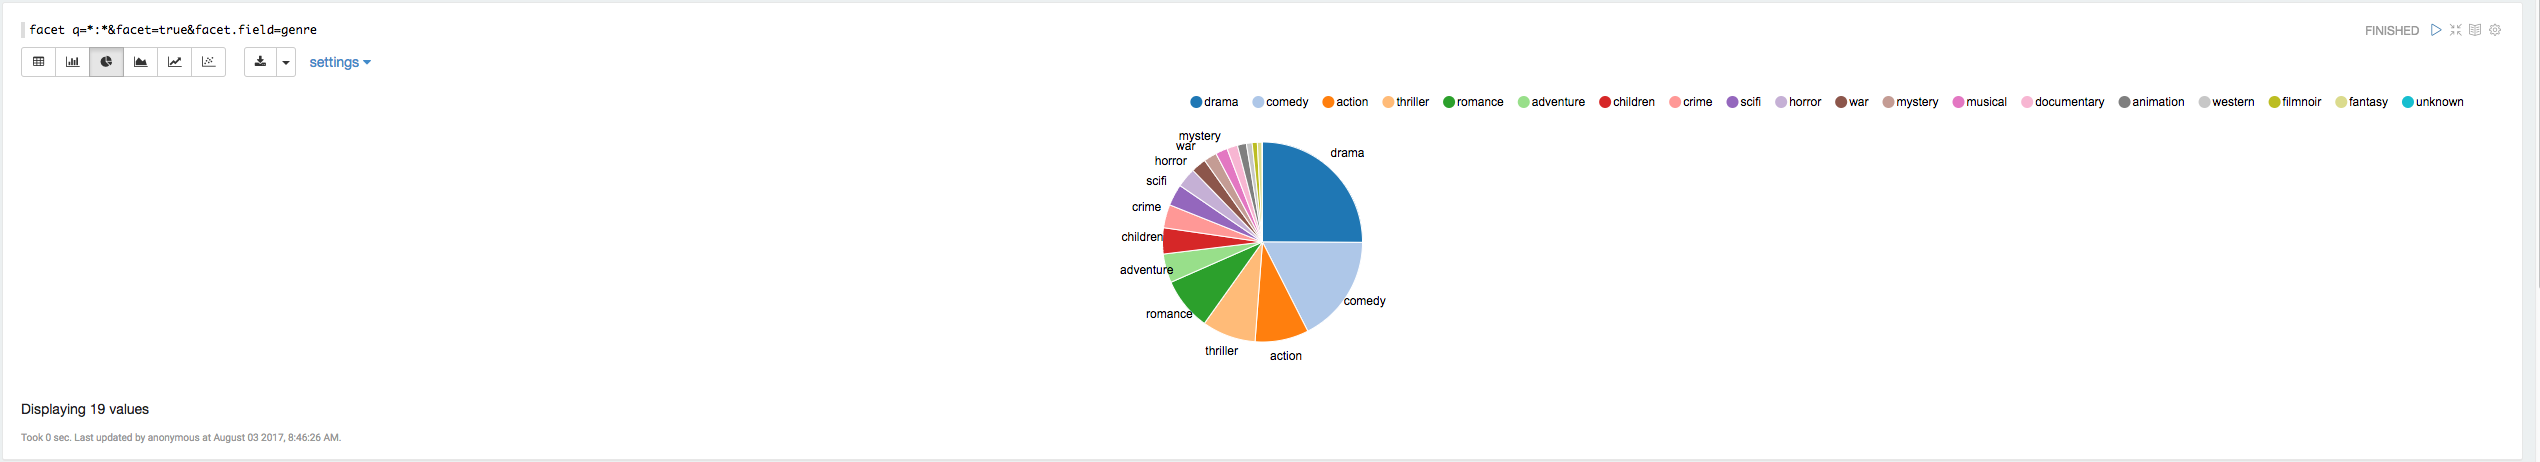 facet q=*:*&facet=true&facet.field=genre
FINISHED
settings
drama comedy action thriller romance adventure children crime scifi horror war mystery musical documentary animation western filmnoir fantasy unknown
mystery
war
drama
horror
scifi
crime
children
adventure
comedy
romance
thriller
action
Displaying 19 values
Took 0 sec. Last updated by anonymous at August 03 2017, 8:46:26 AM.